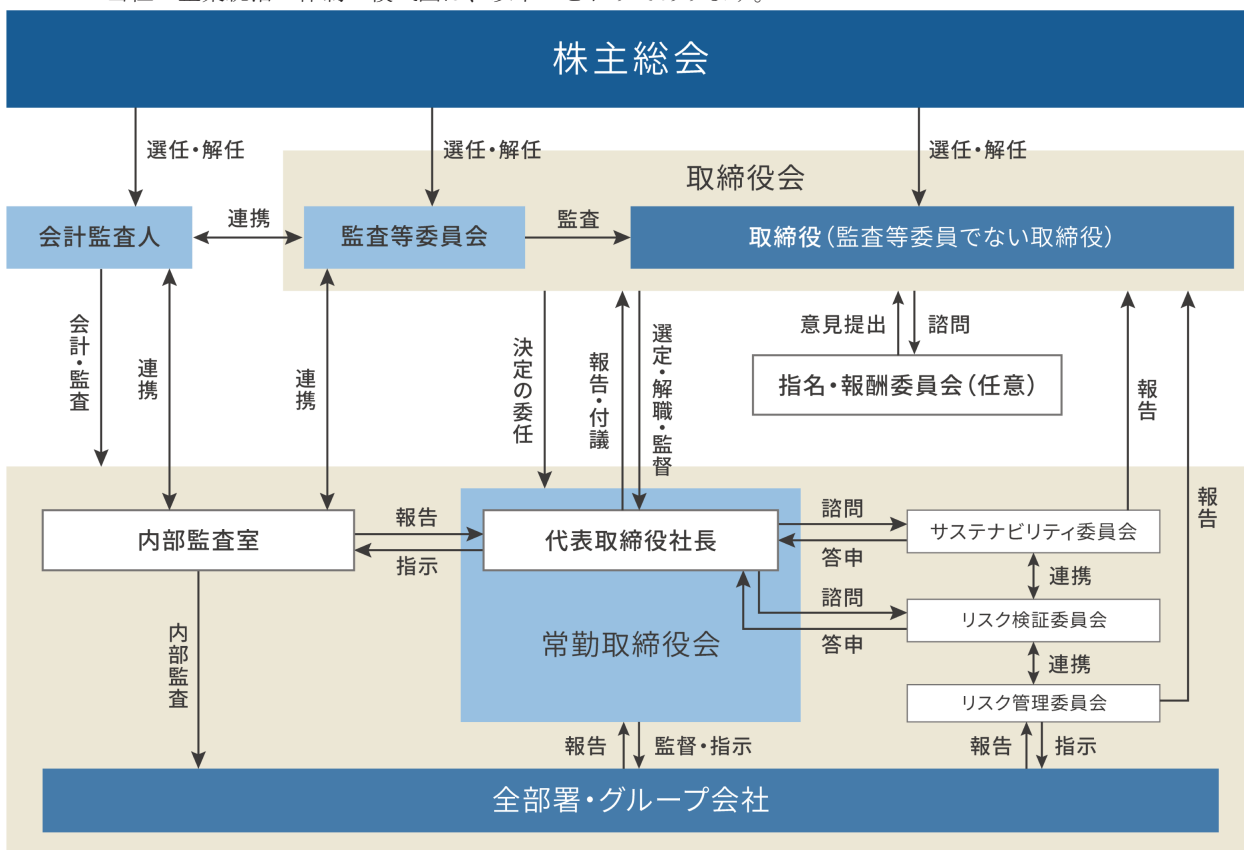 株主総会
選任・解任
選任・解任
選任・解任
取締役会
会計監査人
連携
監査等委員会
監査
取締役(監査等委員でない取締役)
会計・監査
連携
連携
決定の委任
報告・付議
選定・解職・監督
意見提出
諮問
指名・報酬委員会(任意)
報告
報告
内部監査室
報告
指示
代表取締役社長
諮問
答申
サステナビリティ委員会
連携
諮問
答申
リスク検証委員会
連携
リスク管理委員会
常勤取締役会
内部監査
報告
監督・指示
報告
指示
全部署・グループ会社